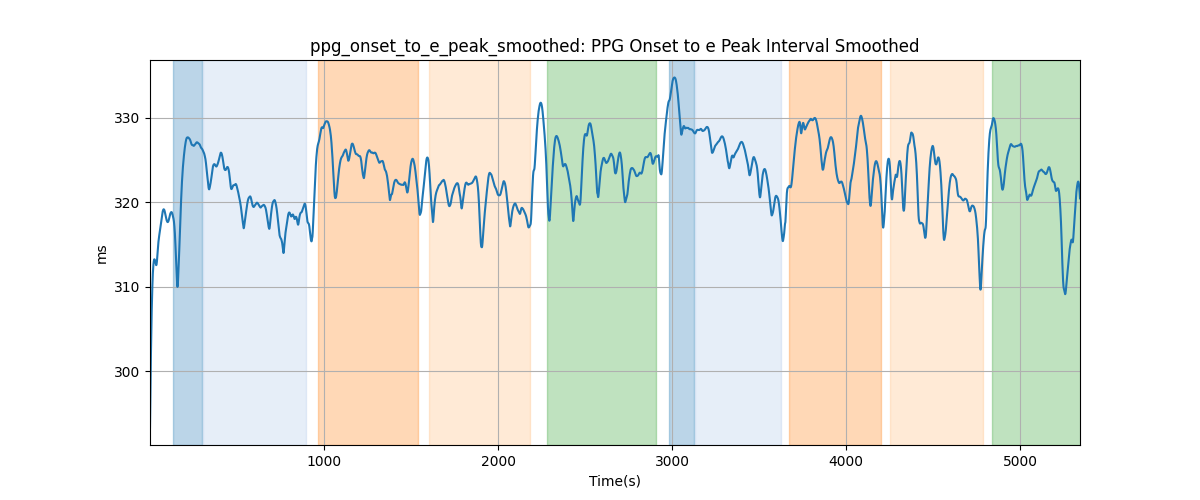 ppg_onset_to_e_peak_smoothed: PPG Onset to e Peak Interval Smoothed
330
320
310
300
ms
1000 2000 3000 4000 5000
Time(s)